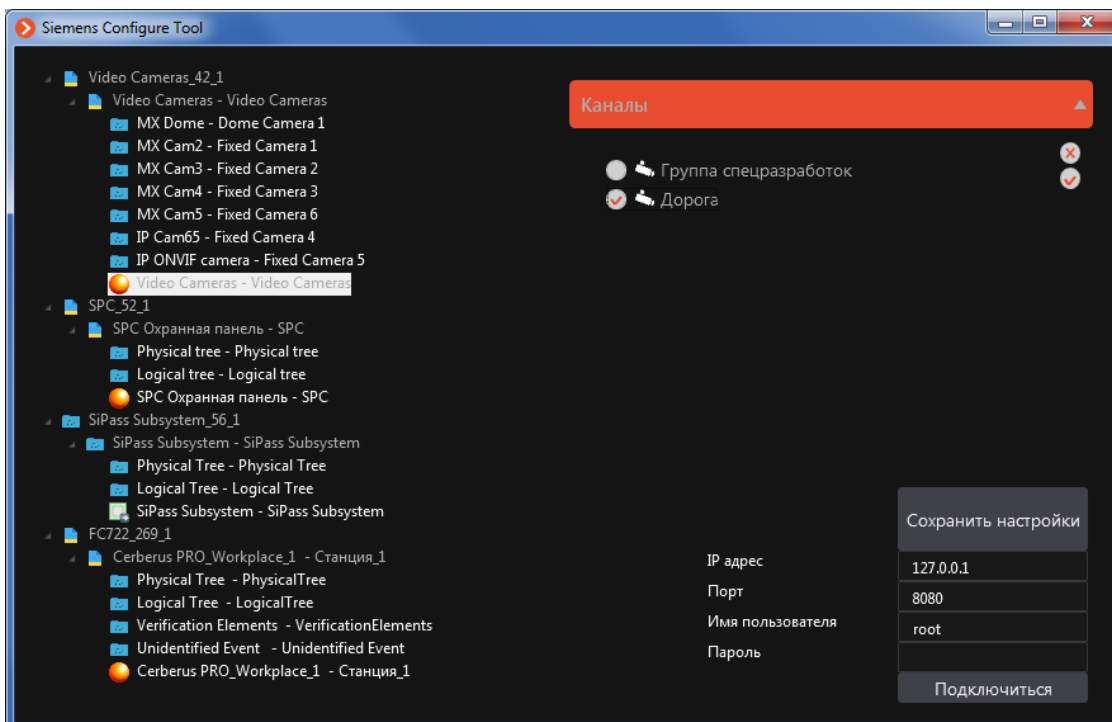 Siemens Configure Tool
Video Cameras_42_1
Video Cameras - Video Cameras
MX Dome - Dome Camera 1
MX Cam2 - Fixed Camera 1
MX Cam3 - Fixed Camera 2
MX Cam4 - Fixed Camera 3
MX Cam5 - Fixed Camera 6
IP Cam65 - Fixed Camera 4
IP ONVIF camera - Fixed Camera 5
Video Cameras - Video Cameras
SPC_52_1
SPC Охранная панель - SPC
Physical tree - Physical tree
Logical tree - Logical tree
SPC Охранная панель - SPC
SiPass Subsystem_56_1
SiPass Subsystem - SiPass Subsystem
Physical Tree - Physical Tree
Logical Tree - Logical Tree
SiPass Subsystem - SiPass Subsystem
FC722_269_1
Cerberus PRO_Workplace_1 - Станция_1
Physical Tree - PhysicalTree
Logical Tree - LogicalTree
Verification Elements - VerificationElements
Unidentified Event - Unidentified Event
Cerberus PRO_Workplace_1 - Станция_1
Каналы
Группа спецразработок
Дорога
Сохранить настройки
IP адрес 127.0.0.1
Порт 8080
Имя пользователя root
Пароль
Подключиться